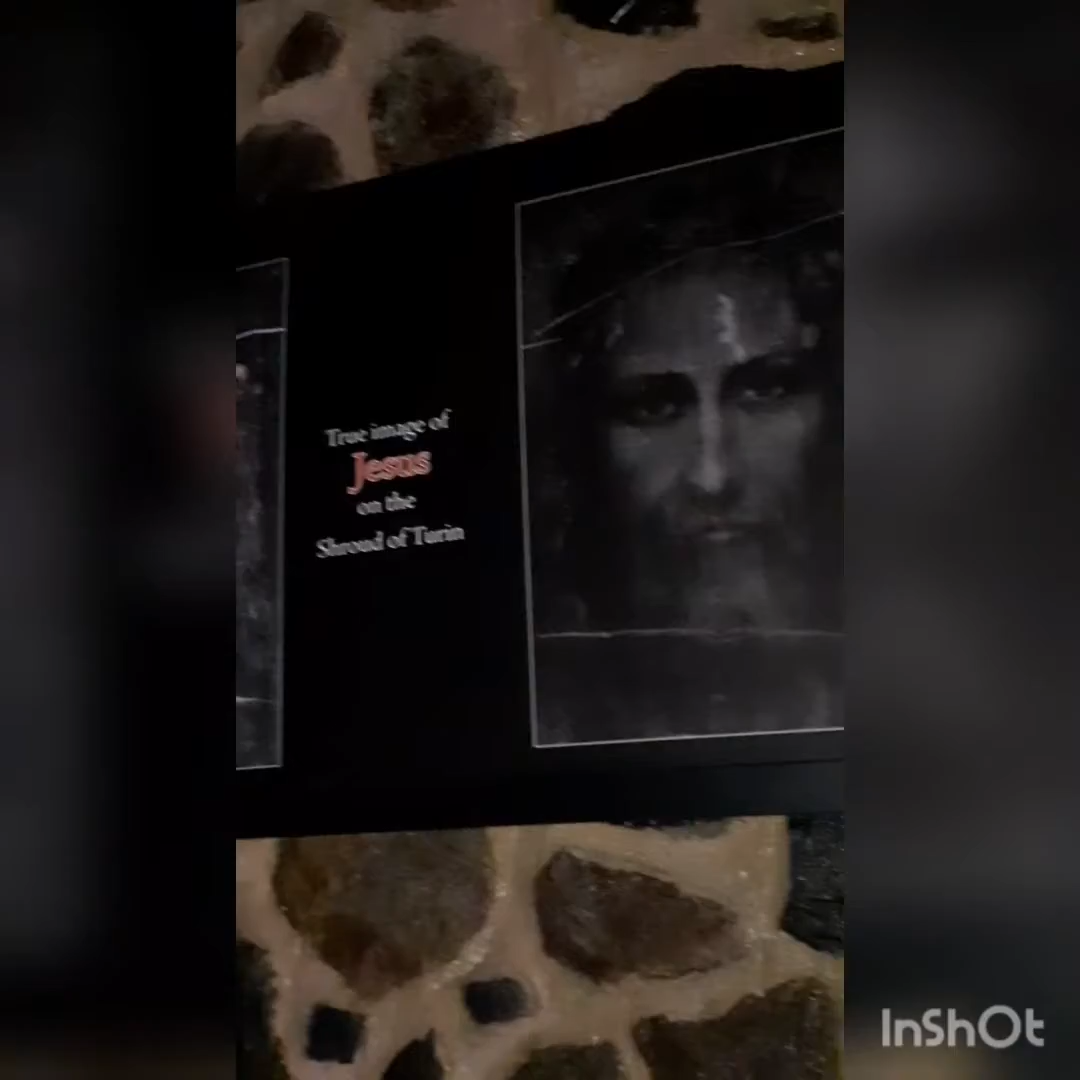 True image of
Jesus
on the
Shroud of Turin
InShOt